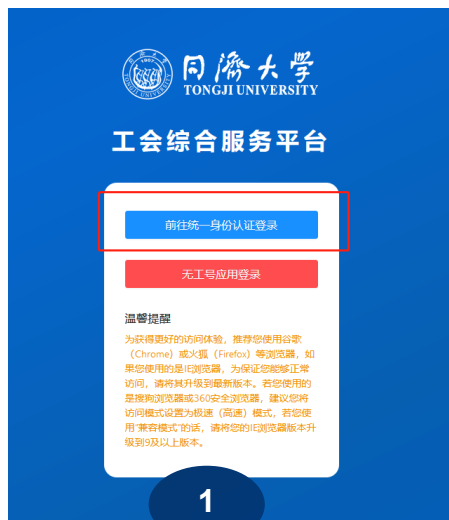 同濟大学
1907
TONGJI UNIVERSITY
工会综合服务平台
前往统一身份认证登录
无工号应用登录
温馨提醒
为获得更好的访问体验，推荐您使用谷歌
（Chrome）或火狐（Firefox）等浏览器，如
果您使用的是IE浏览器，为保证您能够正常
访问，请将其升级到最新版本。若您使用的
是搜狗浏览器或360安全浏览器，建议您将
访问模式设置为极速（高速）模式，若您使
用“兼容模式”的话，请将您的IE浏览器版本升
级到9及以上版本。
1